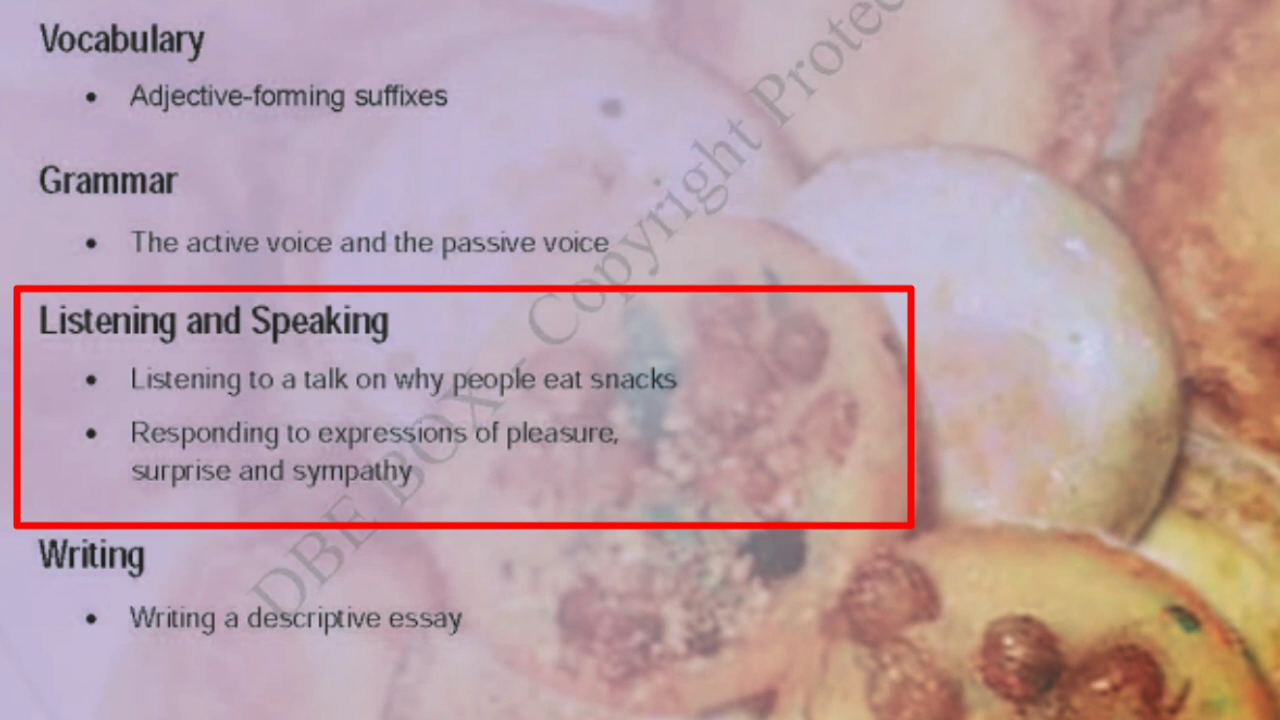 Vocabulary
• Adjective-forming suffixes
Grammar
• The active voice and the passive voice
Listening and Speaking
• Listening to a talk on why people eat snacks
• Responding to expressions of pleasure,
surprise and sympathy
Writing
• Writing a descriptive essay
DBE BOX - Copyright Protec